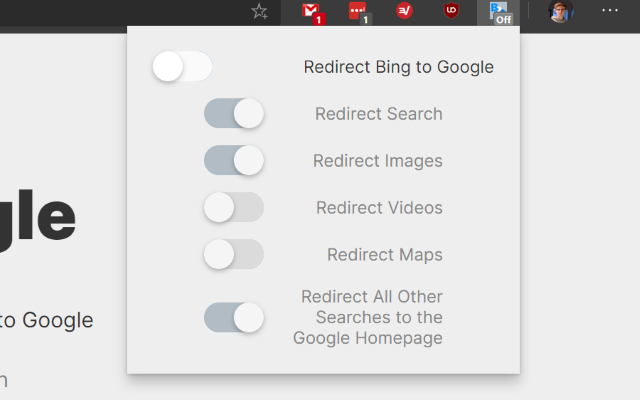 1
1
Off
Redirect Bing to Google
Redirect Search
Redirect Images
gle
Redirect Videos
Redirect Maps
Redirect All Other
to Google
Searches to the
Google Homepage
n